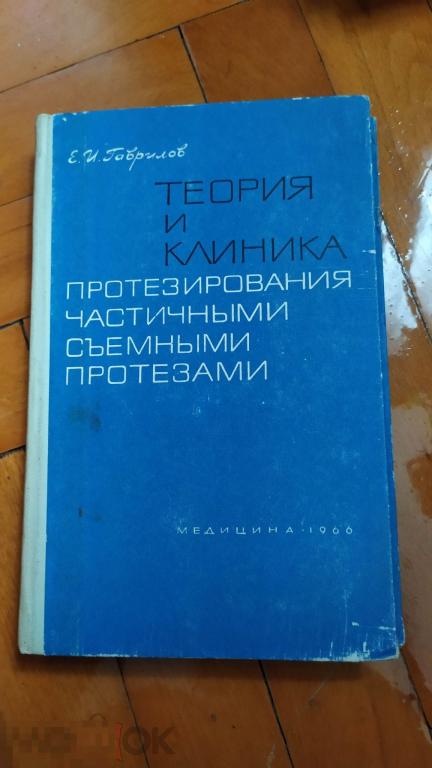 Е. И. Гаврилов
ТЕОРИЯ
И
КЛИНИКА
ПРОТЕЗИРОВАНИЯ
ЧАСТИЧНЫМИ
СЪЕМНЫМИ
ПРОТЕЗАМИ
МЕДИЦИНА · 1966